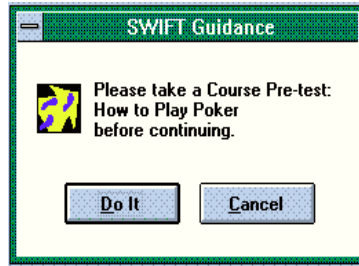 SWIFT Guidance
Please take a Course Pre-test:
How to Play Poker
before continuing.
Do It
Cancel